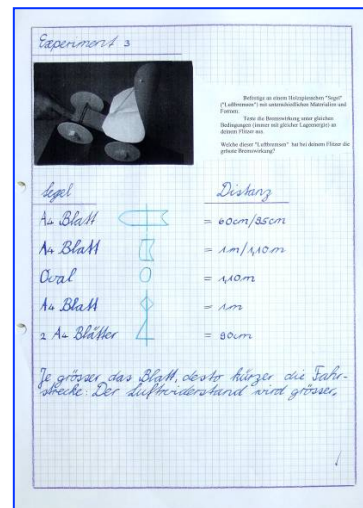 Experiment 3
Befestige an einem Holzspiesschen "Segel"
("Luftbremsen") mit unterschiedlichen Materialien und
Formen.
Teste die Bremswirkung unter gleichen
Bedingungen (immer mit gleicher Lageenergie) an
deinem Flitzer aus.
Welche dieser "Luftbremsen" hat bei deinem Flitzer die
grösste Bremswirkung?
Segel Distanz
A4 Blatt = 60cm/85cm
A4 Blatt = 1m/1,10m
Oval = 1,10m
A4 Blatt = 1m
2 A4 Blätter = 90cm
Je grösser das Blatt, desto kürzer die Fahr-
strecke. Der Luftwiderstand wird grösser.